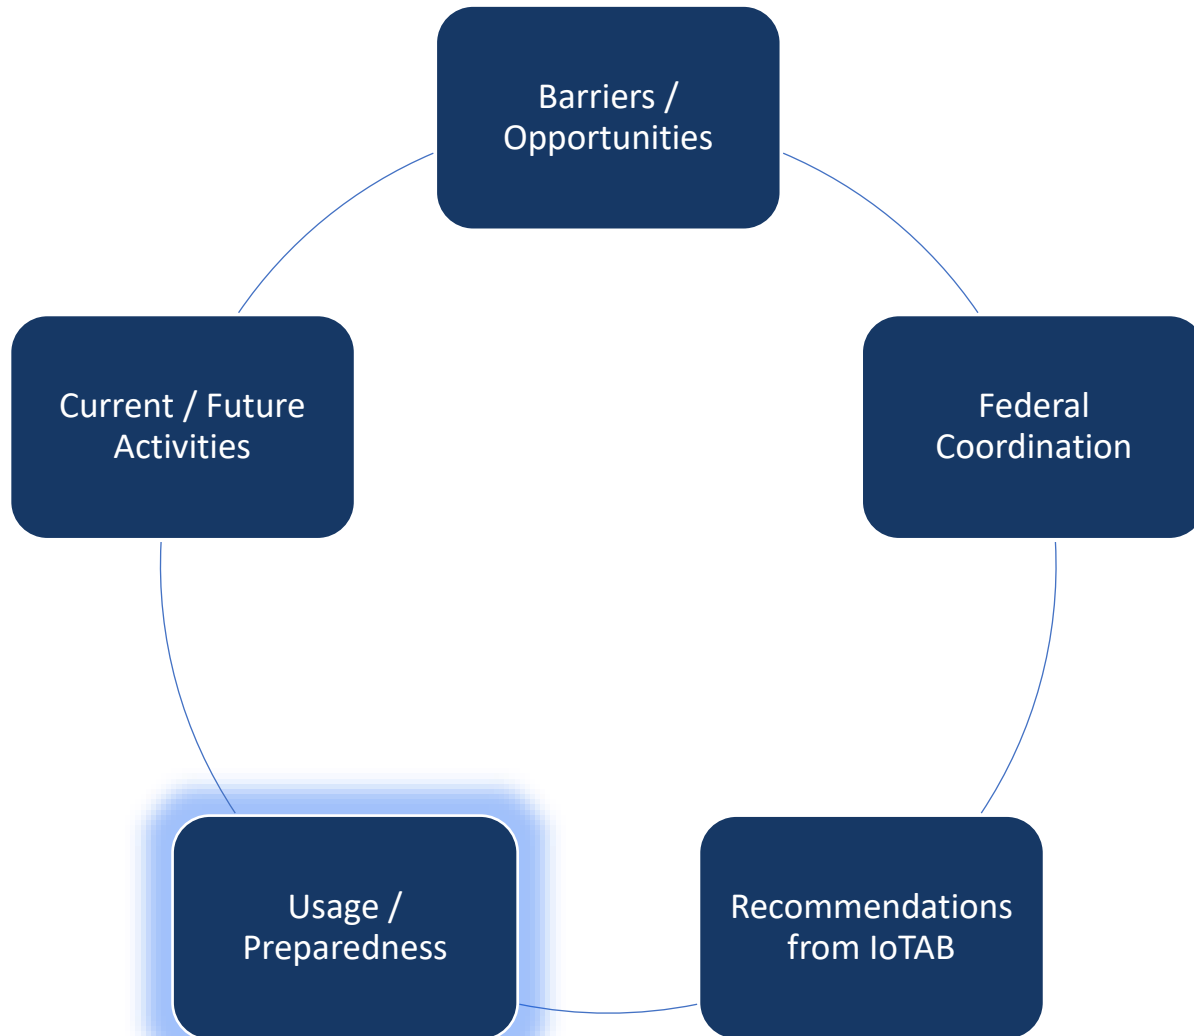 Barriers /
Opportunities
Current / Future
Activities
Federal
Coordination
Usage /
Preparedness
Recommendations
from IoTAB